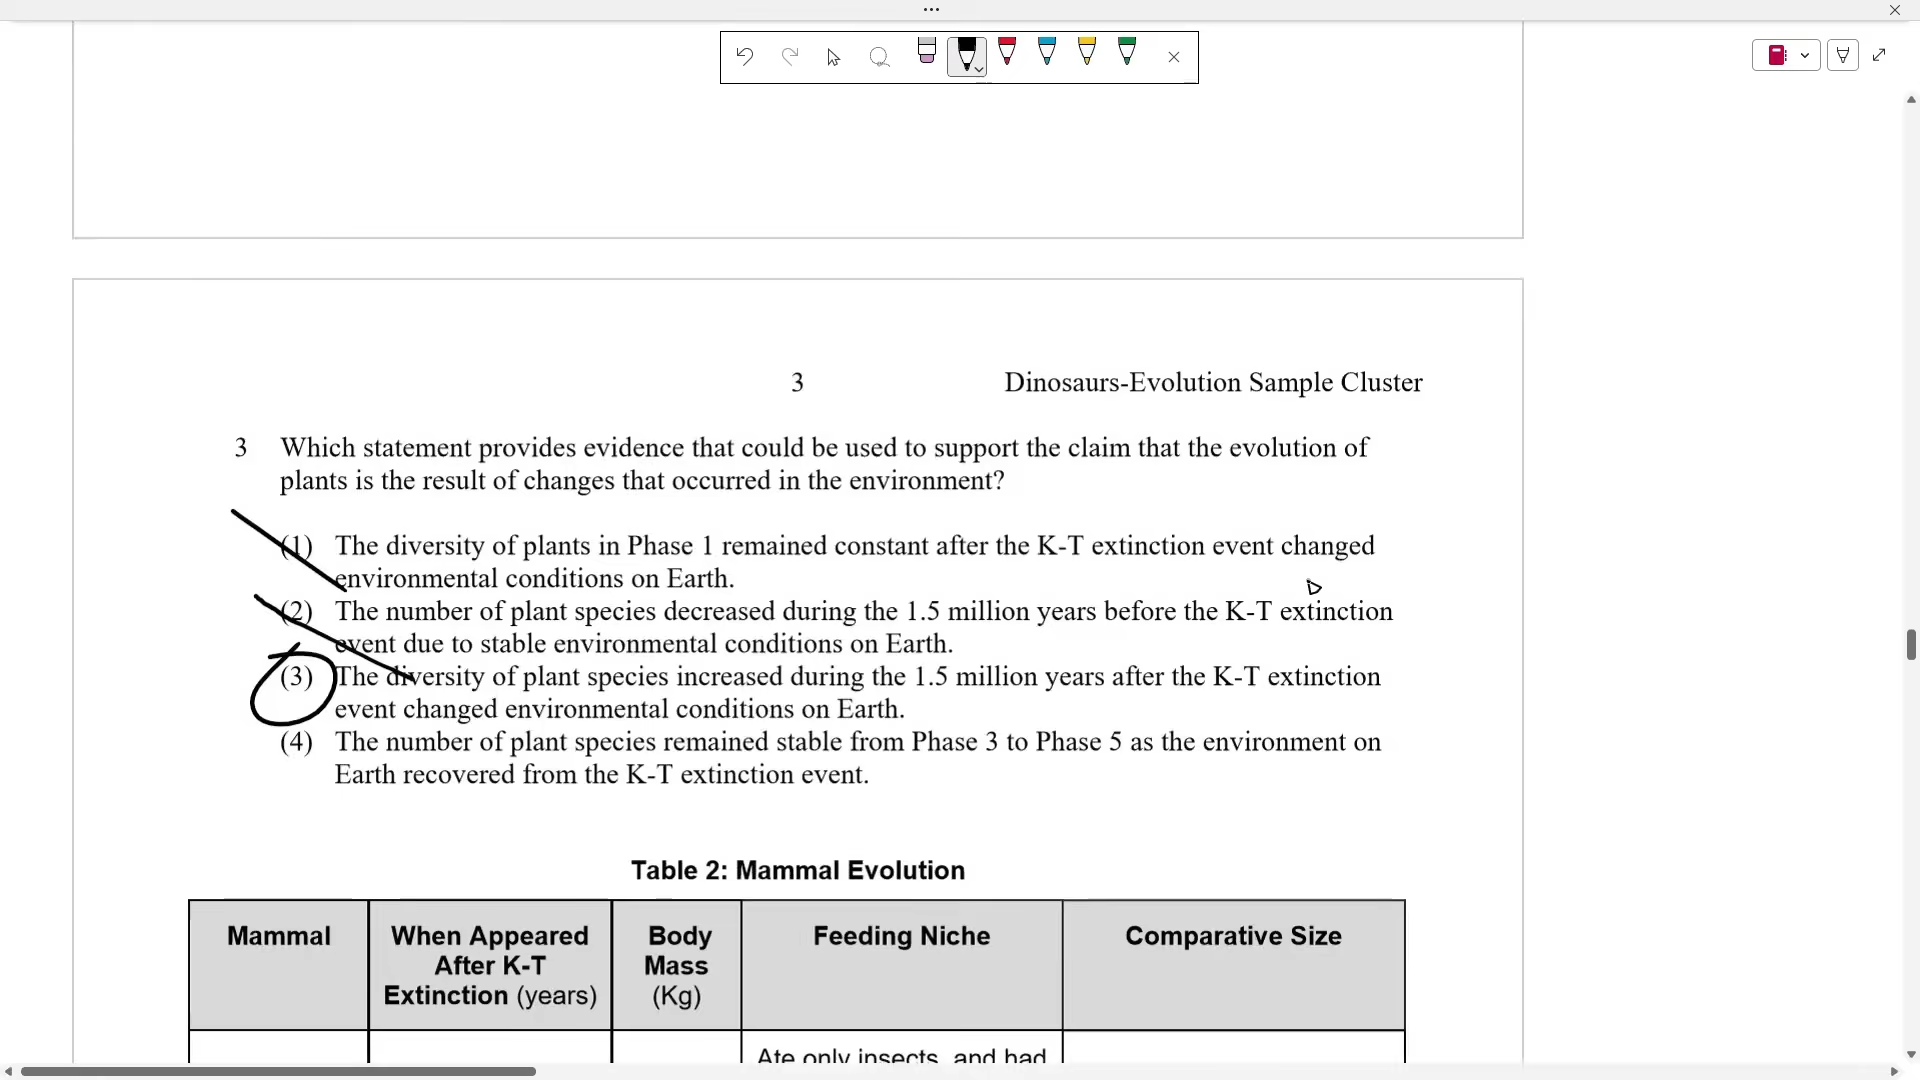 3 Dinosaurs-Evolution Sample Cluster
3 Which statement provides evidence that could be used to support the claim that the evolution of
plants is the result of changes that occurred in the environment?
(1) The diversity of plants in Phase 1 remained constant after the K-T extinction event changed
environmental conditions on Earth.
(2) The number of plant species decreased during the 1.5 million years before the K-T extinction
event due to stable environmental conditions on Earth.
(3) The diversity of plant species increased during the 1.5 million years after the K-T extinction
event changed environmental conditions on Earth.
(4) The number of plant species remained stable from Phase 3 to Phase 5 as the environment on
Earth recovered from the K-T extinction event.
Table 2: Mammal Evolution
Mammal
When Appeared
After K-T
Extinction (years)
Body
Mass
(Kg)
Feeding Niche
Comparative Size
Ate only insects, and had